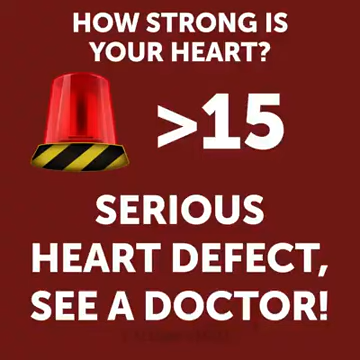 HOW STRONG IS
YOUR HEART?
>15
SERIOUS
HEART DEFECT,
SEE A DOCTOR!